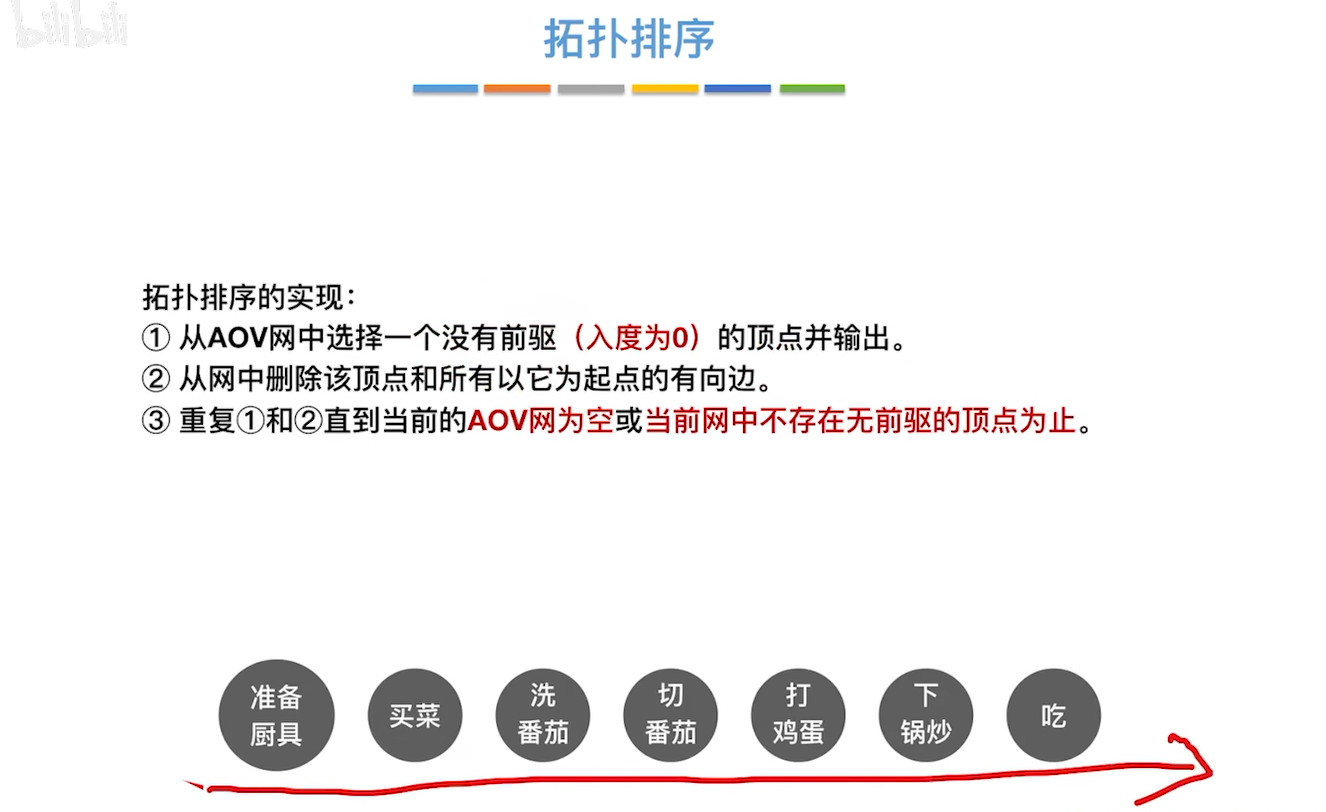 bilibili
拓扑排序
拓扑排序的实现：
① 从AOV网中选择一个没有前驱（入度为0）的顶点并输出。
② 从网中删除该顶点和所有以它为起点的有向边。
③ 重复①和②直到当前的AOV网为空或当前网中不存在无前驱的顶点为止。
准备
厨具
买菜
洗
番茄
切
番茄
打
鸡蛋
下
锅炒
吃